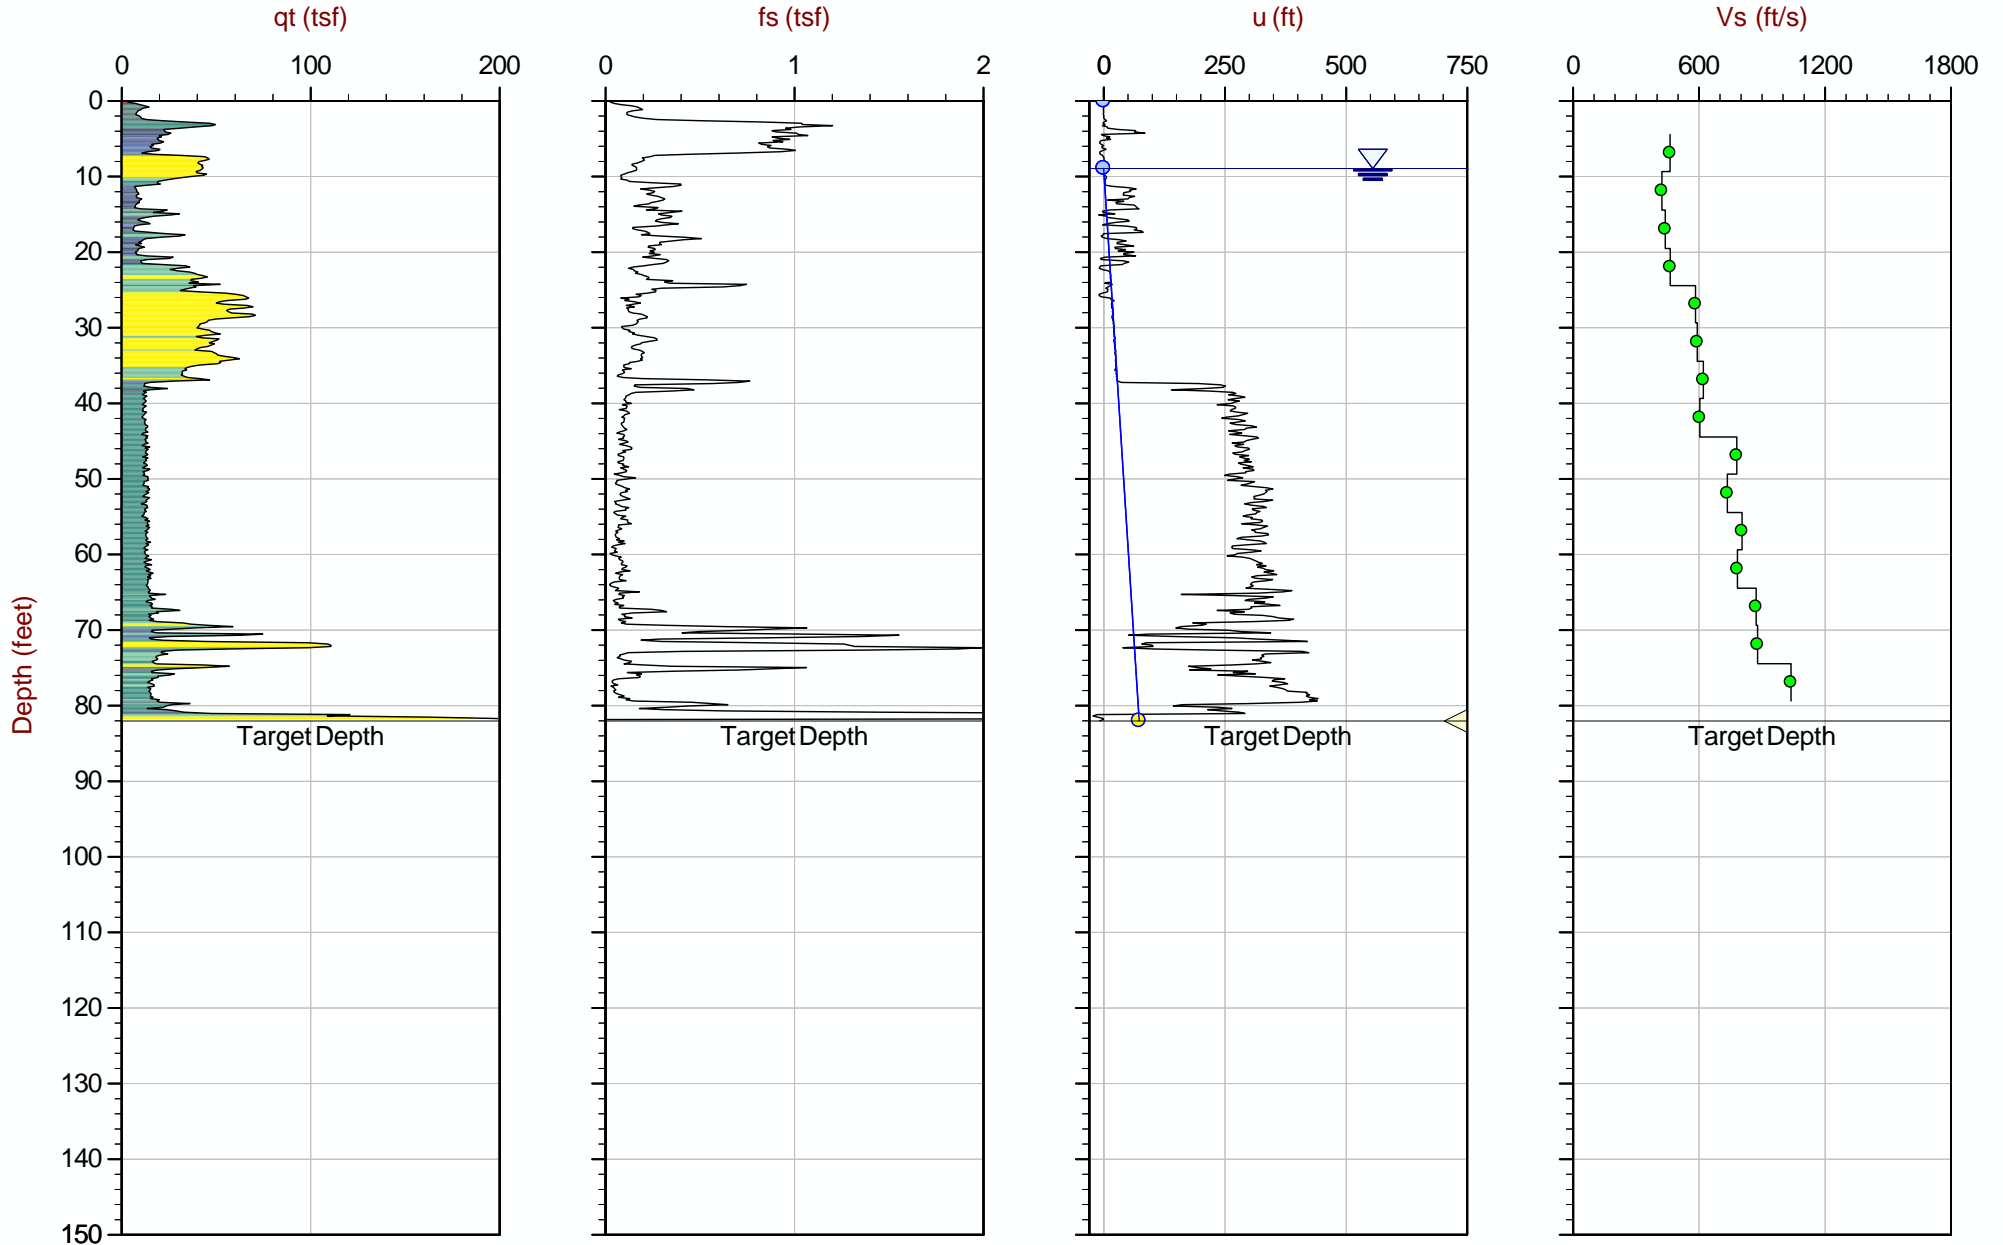 qt (tsf)
fs (tsf)
u (ft)
Vs (ft/s)
0 100 200
0 1 2
0 250 500 750
0 600 1200 1800
0
10
20
30
40
50
60
70
80
90
100
110
120
130
140
150
Depth (feet)
Target Depth
Target Depth
Target Depth
Target Depth